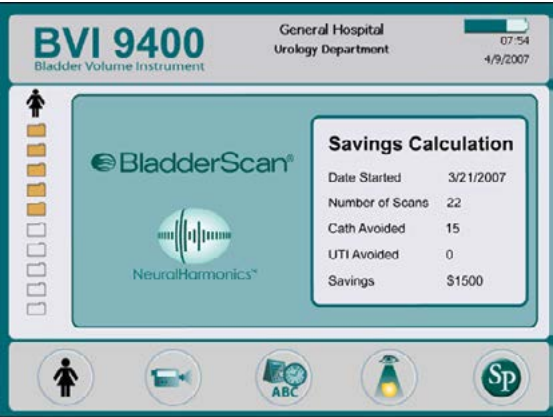 BVI 9400
Bladder Volume Instrument
General Hospital
Urology Department
07:54
4/9/2007
BladderScan®
NeuralHarmonics™
Savings Calculation
Date Started 3/21/2007
Number of Scans 22
Cath Avoided 15
UTI Avoided 0
Savings $1500
ABC
SP